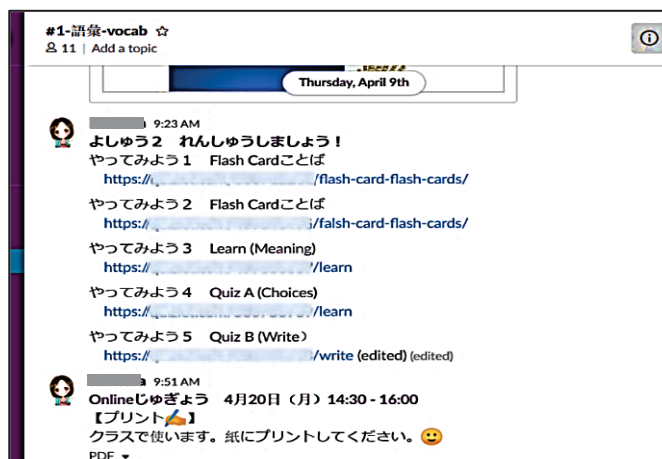 #1-語彙-vocab ☆
11 | Add a topic
Thursday, April 9th
9:23 AM
よしゅう２ れんしゅうしましょう！
やってみよう１ Flash Cardことば
https:// /flash-card-flash-cards/
やってみよう２ Flash Cardことば
https:// /falsh-card-flash-cards/
やってみよう３ Learn (Meaning)
https:// /learn
やってみよう４ Quiz A (Choices)
https:// /learn
やってみよう５ Quiz B (Write）
https:// /write (edited) (edited)
9:51 AM
Onlineじゅぎょう 4月20日（月）14:30 - 16:00
【プリント✍】
クラスで使います。紙にプリントしてください。🙂
PDF